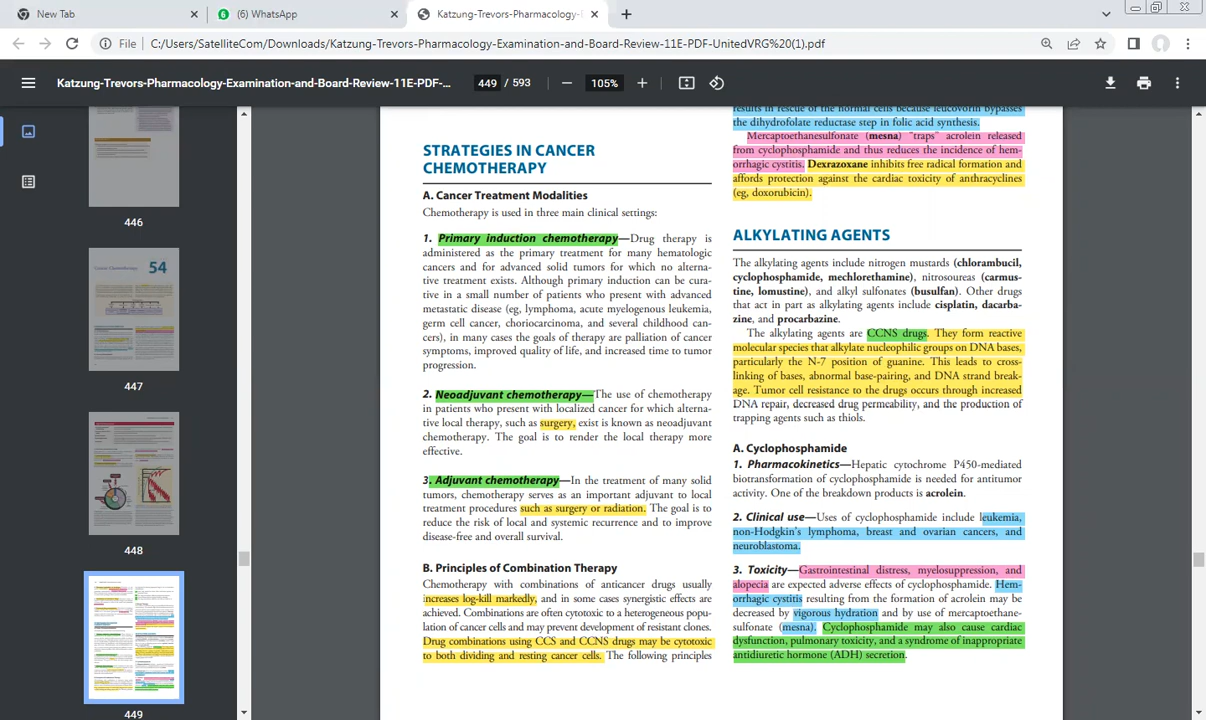 New Tab
(6) WhatsApp
Katzung-Trevors-Pharmacology-
File
C:/Users/SatelliteCom/Downloads/Katzung-Trevors-Pharmacology-Examination-and-Board-Review-11E-PDF-UnitedVRG%20(1).pdf
Katzung-Trevors-Pharmacology-Examination-and-Board-Review-11E-PDF-...
449 / 593
105%
446
54
447
448
449
STRATEGIES IN CANCER
CHEMOTHERAPY
A. Cancer Treatment Modalities
Chemotherapy is used in three main clinical settings:
1. Primary induction chemotherapy—Drug therapy is
administered as the primary treatment for many hematologic
cancers and for advanced solid tumors for which no alterna-
tive treatment exists. Although primary induction can be cura-
tive in a small number of patients who present with advanced
metastatic disease (eg, lymphoma, acute myelogenous leukemia,
germ cell cancer, choriocarcinoma, and several childhood can-
cers), in many cases the goals of therapy are palliation of cancer
symptoms, improved quality of life, and increased time to tumor
progression.
2. Neoadjuvant chemotherapy—The use of chemotherapy
in patients who present with localized cancer for which alterna-
tive local therapy, such as surgery, exist is known as neoadjuvant
chemotherapy. The goal is to render the local therapy more
effective.
3. Adjuvant chemotherapy—In the treatment of many solid
tumors, chemotherapy serves as an important adjuvant to local
treatment procedures such as surgery or radiation. The goal is to
reduce the risk of local and systemic recurrence and to improve
disease-free and overall survival.
B. Principles of Combination Therapy
Chemotherapy with combinations of anticancer drugs usually
increases log-kill markedly, and in some cases synergistic effects are
achieved. Combinations are often cytotoxic to a heterogeneous popu-
lation of cancer cells and may prevent development of resistant clones.
Drug combinations using CCS and CCNS drugs may be cytotoxic
to both dividing and resting cancer cells. The following principles
results in rescue of the normal cells because leucovorin bypasses
the dihydrofolate reductase step in folic acid synthesis.
Mercaptoethanesulfonate (mesna) "traps" acrolein released
from cyclophosphamide and thus reduces the incidence of hem-
orrhagic cystitis. Dexrazoxane inhibits free radical formation and
affords protection against the cardiac toxicity of anthracyclines
(eg, doxorubicin).
ALKYLATING AGENTS
The alkylating agents include nitrogen mustards (chlorambucil,
cyclophosphamide, mechlorethamine), nitrosoureas (carmus-
tine, lomustine), and alkyl sulfonates (busulfan). Other drugs
that act in part as alkylating agents include cisplatin, dacarba-
zine, and procarbazine.
The alkylating agents are CCNS drugs. They form reactive
molecular species that alkylate nucleophilic groups on DNA bases,
particularly the N-7 position of guanine. This leads to cross-
linking of bases, abnormal base-pairing, and DNA strand break-
age. Tumor cell resistance to the drugs occurs through increased
DNA repair, decreased drug permeability, and the production of
trapping agents such as thiols.
A. Cyclophosphamide
1. Pharmacokinetics—Hepatic cytochrome P450-mediated
biotransformation of cyclophosphamide is needed for antitumor
activity. One of the breakdown products is acrolein.
2. Clinical use—Uses of cyclophosphamide include leukemia,
non-Hodgkin's lymphoma, breast and ovarian cancers, and
neuroblastoma.
3. Toxicity—Gastrointestinal distress, myelosuppression, and
alopecia are expected adverse effects of cyclophosphamide. Hem-
orrhagic cystitis resulting from the formation of acrolein may be
decreased by vigorous hydration and by use of mercaptoethane-
sulfonate (mesna). Cyclophosphamide may also cause cardiac
dysfunction, pulmonary toxicity, and a syndrome of inappropriate
antidiuretic hormone (ADH) secretion.